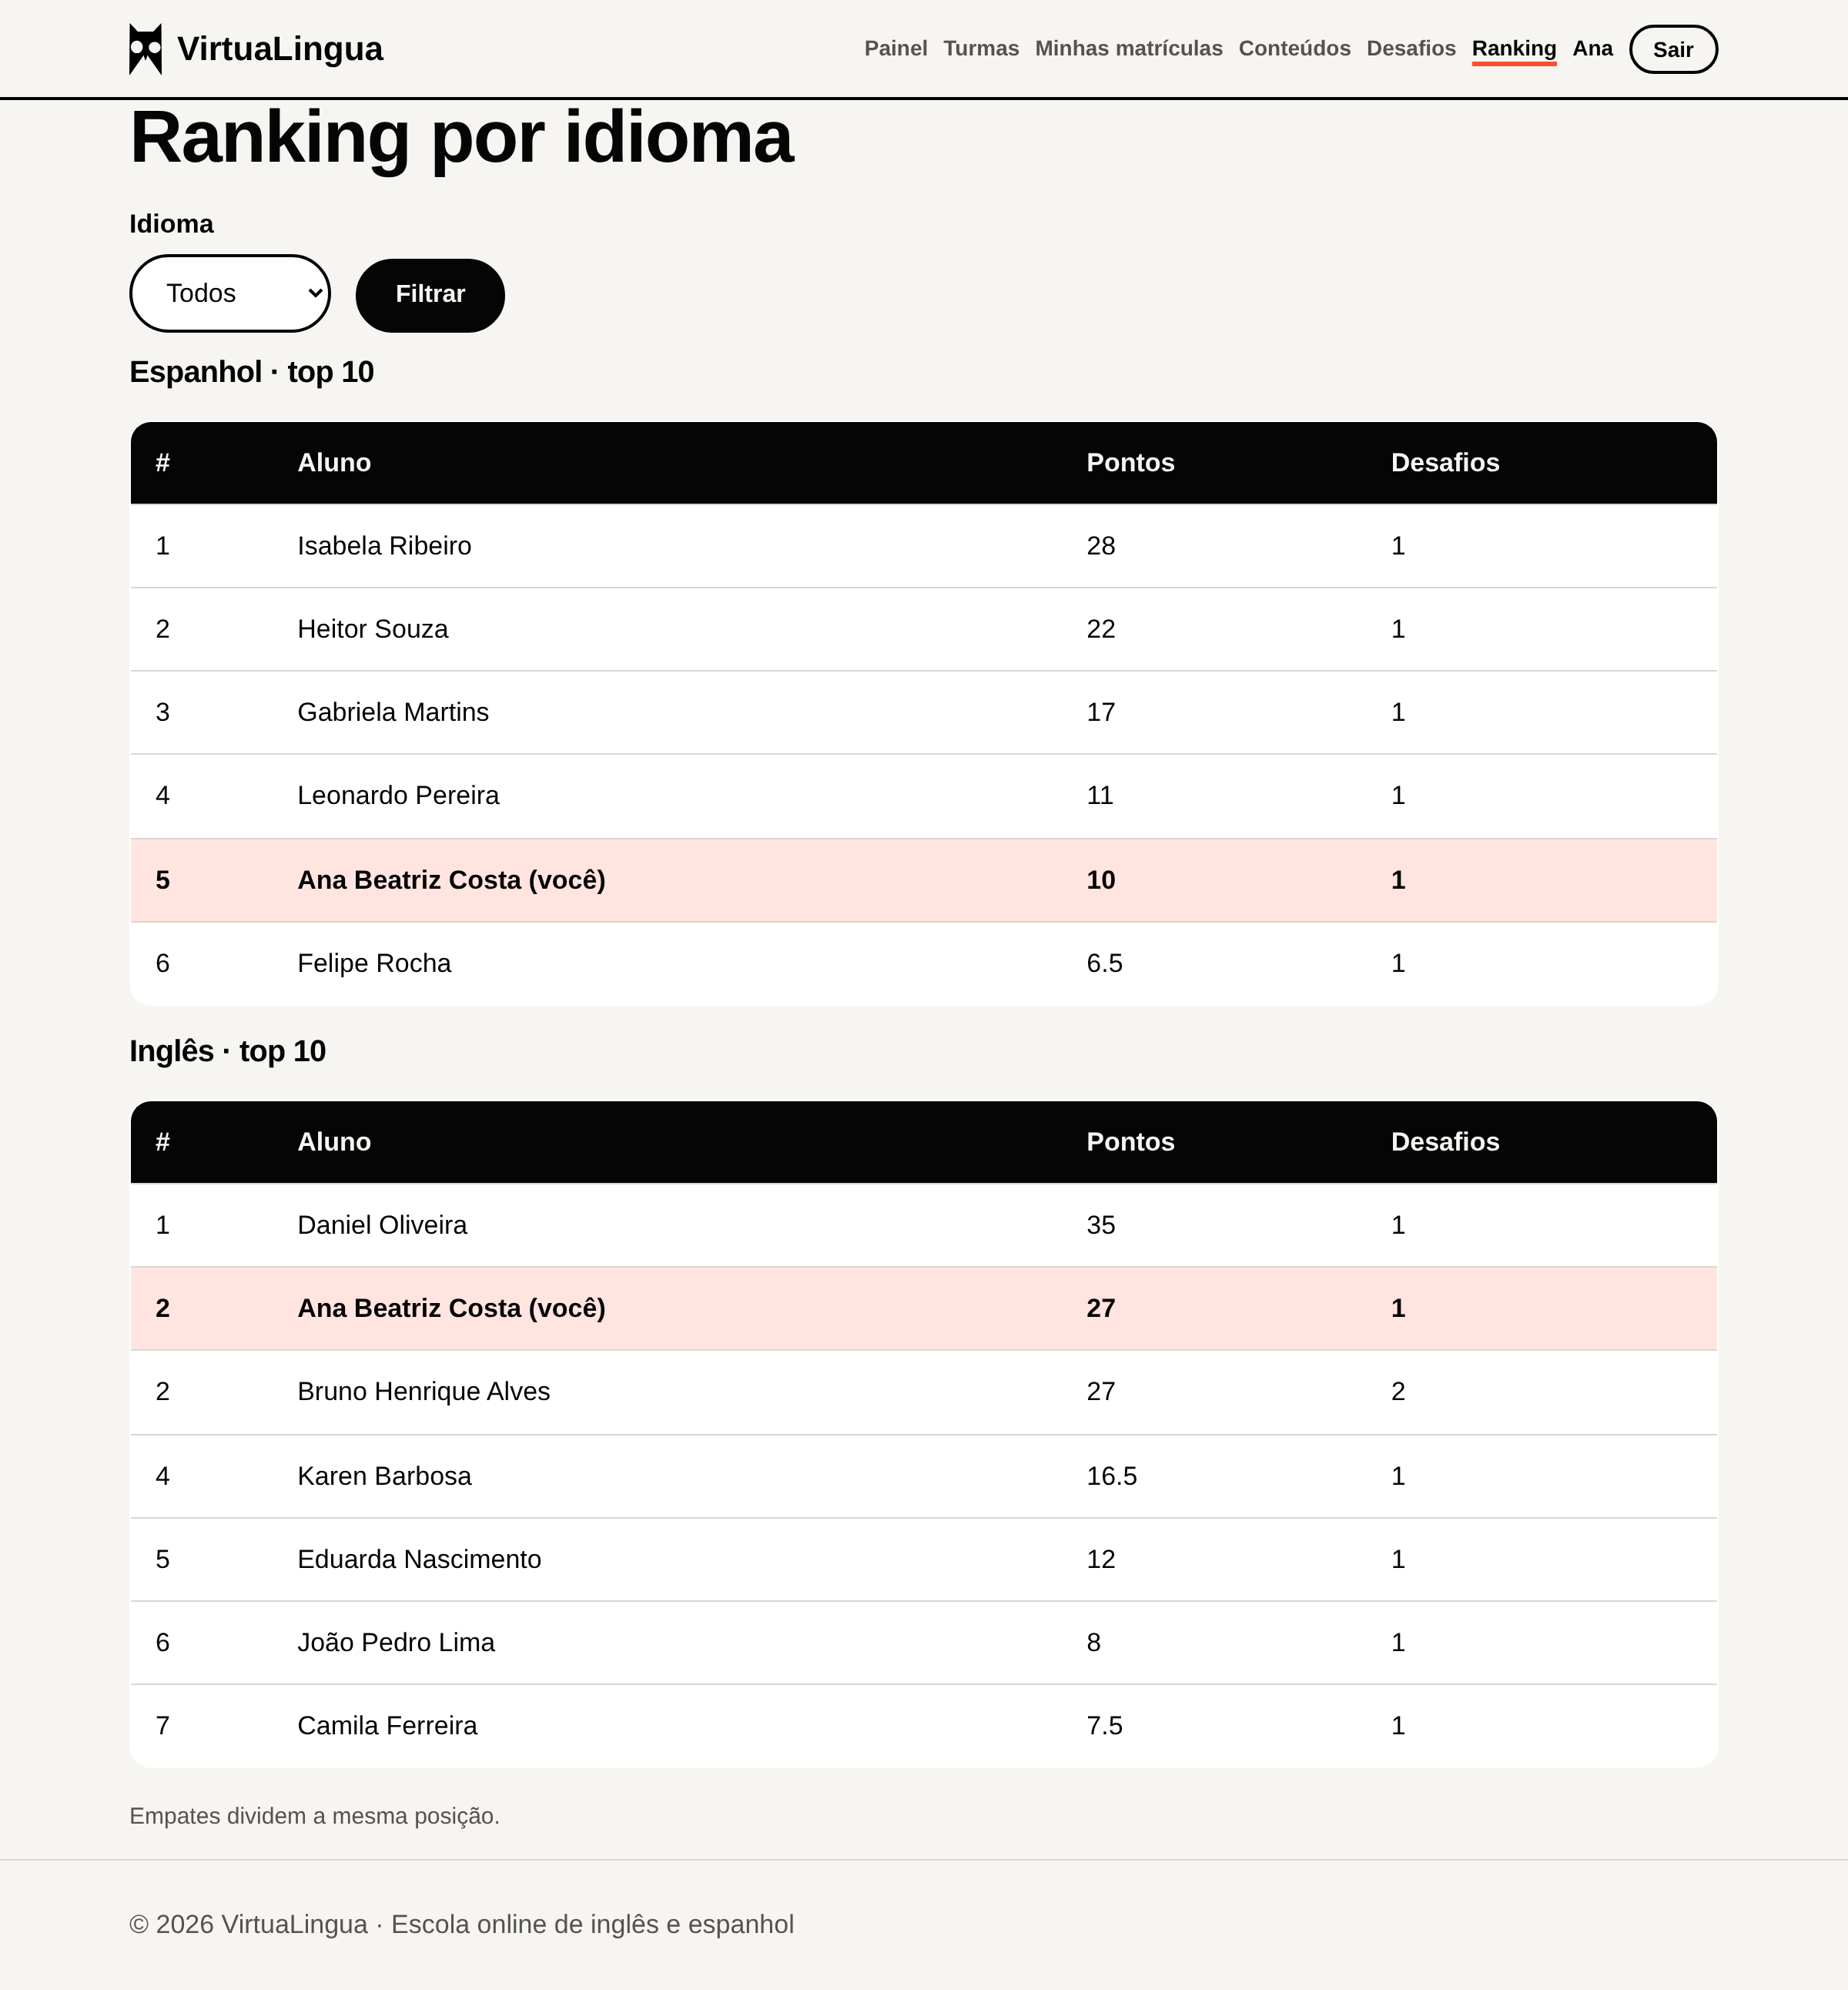 VirtuaLingua
Painel Turmas Minhas matrículas Conteúdos Desafios Ranking Ana Sair
Ranking por idioma
Idioma
Todos Filtrar
Espanhol · top 10
# Aluno Pontos Desafios
1 Isabela Ribeiro 28 1
2 Heitor Souza 22 1
3 Gabriela Martins 17 1
4 Leonardo Pereira 11 1
5 Ana Beatriz Costa (você) 10 1
6 Felipe Rocha 6.5 1
Inglês · top 10
# Aluno Pontos Desafios
1 Daniel Oliveira 35 1
2 Ana Beatriz Costa (você) 27 1
2 Bruno Henrique Alves 27 2
4 Karen Barbosa 16.5 1
5 Eduarda Nascimento 12 1
6 João Pedro Lima 8 1
7 Camila Ferreira 7.5 1
Empates dividem a mesma posição.
© 2026 VirtuaLingua · Escola online de inglês e espanhol